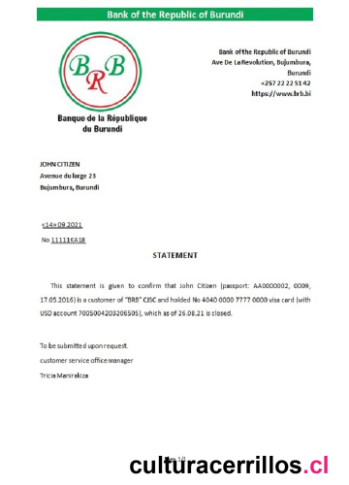 Bank of the Republic of Burundi
BRB
Bank of the Republic of Burundi
Ave De La Revolution, Bujumbura,
Burundi
+257 22 22 51 42
https://www.brb.bi
Banque de la République
du Burundi
JOHN CITIZEN
Avenue du large 23
Bujumbura, Burundi
«14» 09.2021
No 11111KA18
STATEMENT
This statement is given to confirm that John Citizen (passport: AA0000002, 0009,
17.05.2016) is a customer of "BRB" CJSC and holded No 4040 0000 7777 0000 visa card (with
USD account 7005004203206505), which as of 26.08.21 is closed.
To be submitted upon request.
customer service office manager
Tricia Maniraloza
culturacerrillos.cl